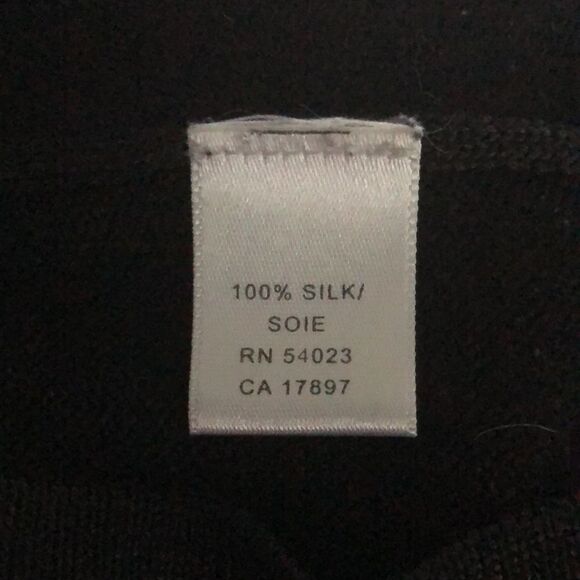 100% SILK/
SOIE
RN 54023
CA 17897